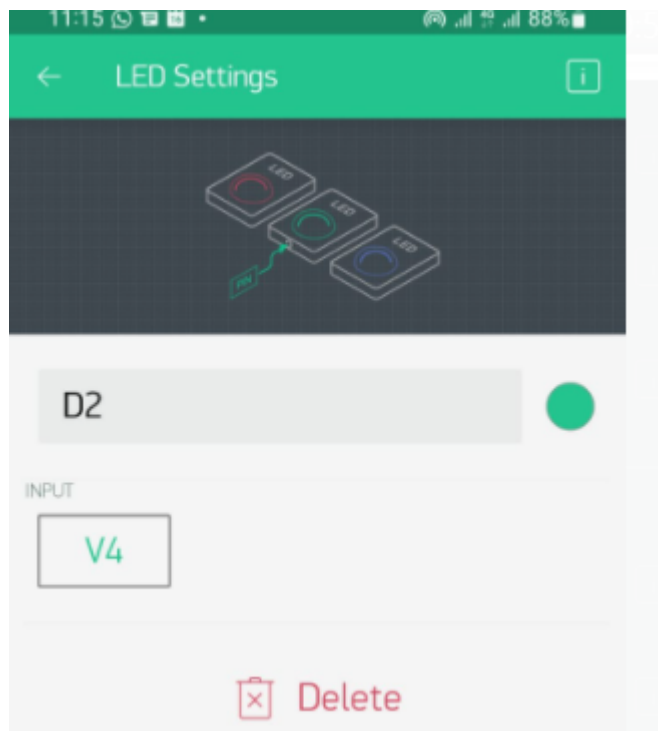 11:15 88%
LED Settings
i
LED
LED
LED
PIN
D2
INPUT
V4
Delete